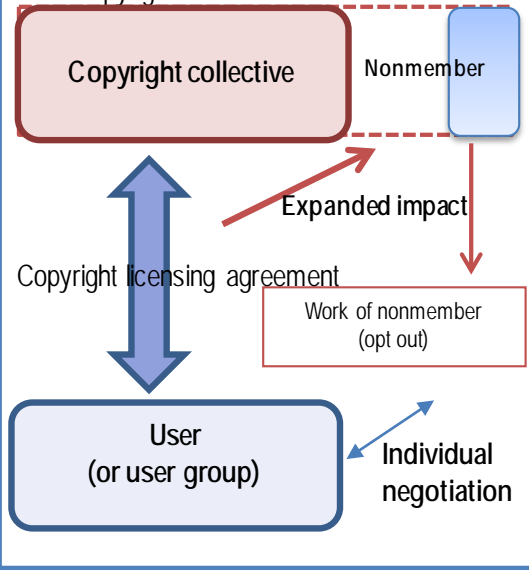 Copyright collective
Nonmember
Expanded impact
Copyright licensing agreement
Work of nonmember
(opt out)
User
(or user group)
Individual
negotiation